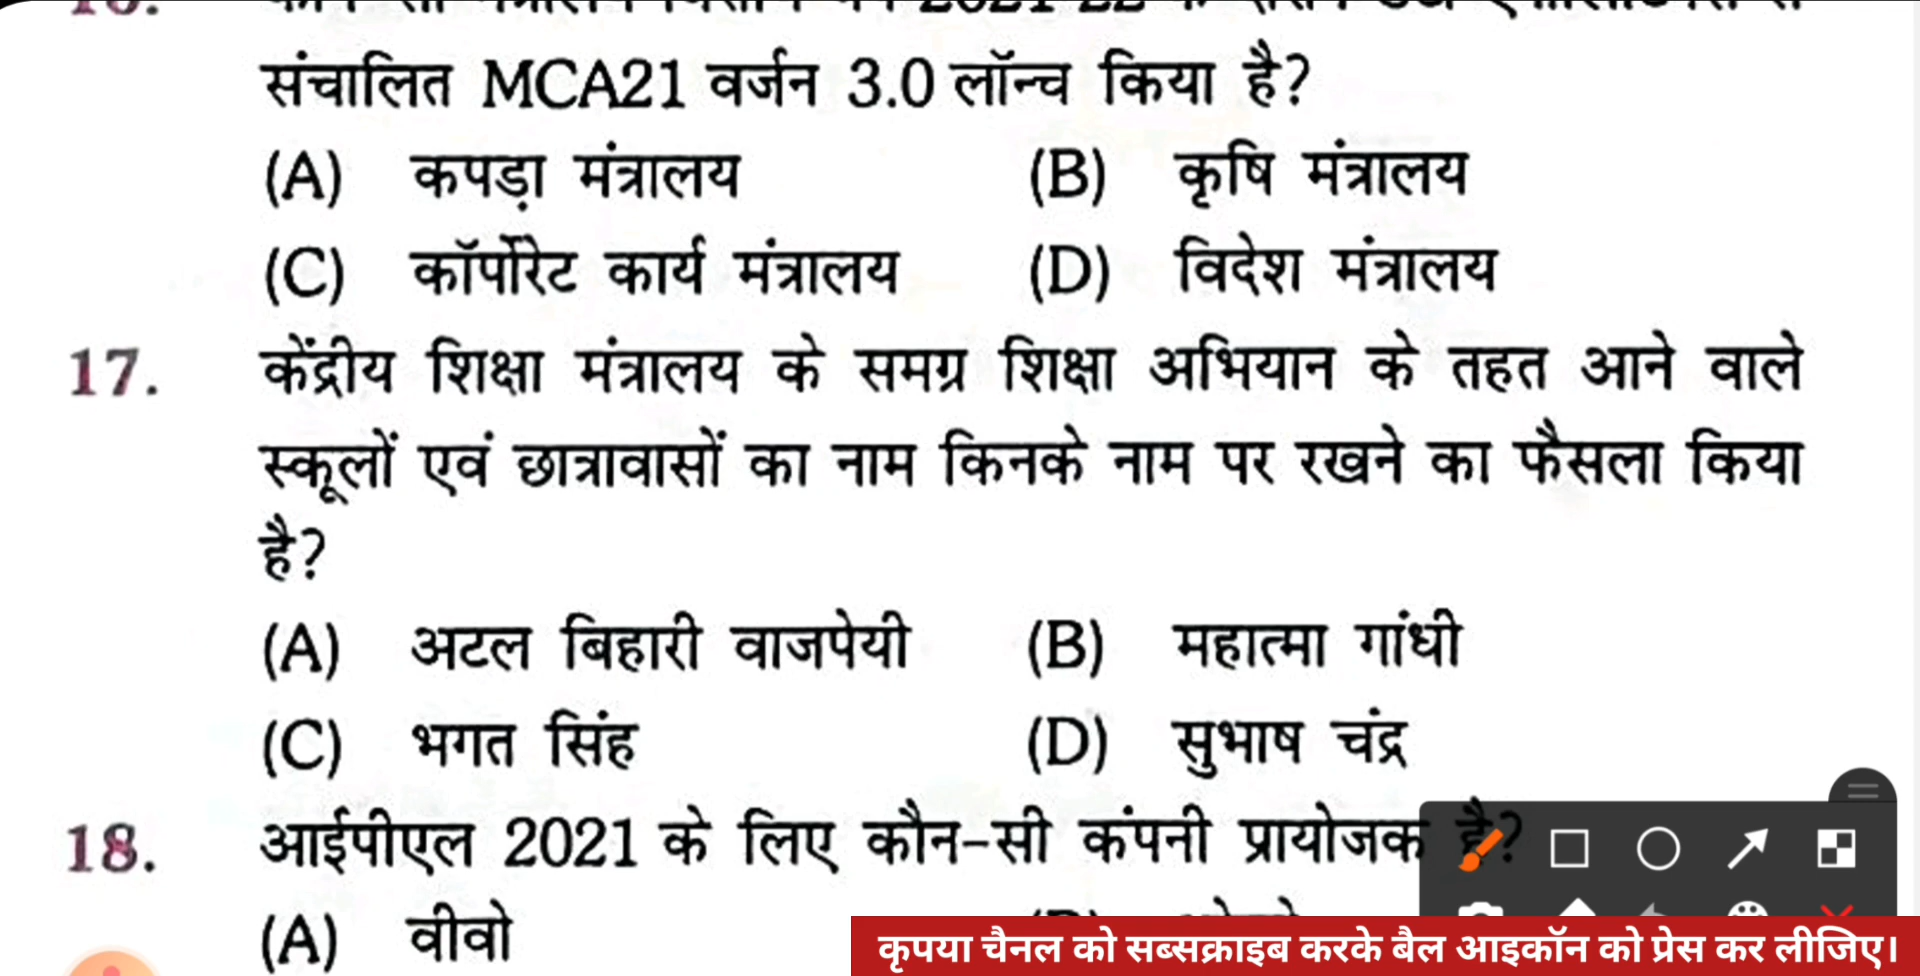 संचालित MCA21 वर्जन 3.0 लॉन्च किया है?
(A) कपड़ा मंत्रालय (B) कृषि मंत्रालय
(C) कॉर्पोरेट कार्य मंत्रालय (D) विदेश मंत्रालय
17. केंद्रीय शिक्षा मंत्रालय के समग्र शिक्षा अभियान के तहत आने वाले
स्कूलों एवं छात्रावासों का नाम किनके नाम पर रखने का फैसला किया
है?
(A) अटल बिहारी वाजपेयी (B) महात्मा गांधी
(C) भगत सिंह (D) सुभाष चंद्र
18. आईपीएल 2021 के लिए कौन-सी कंपनी प्रायोजक है?
(A) वीवो
कृपया चैनल को सब्सक्राइब करके बैल आइकॉन को प्रेस कर लीजिए।